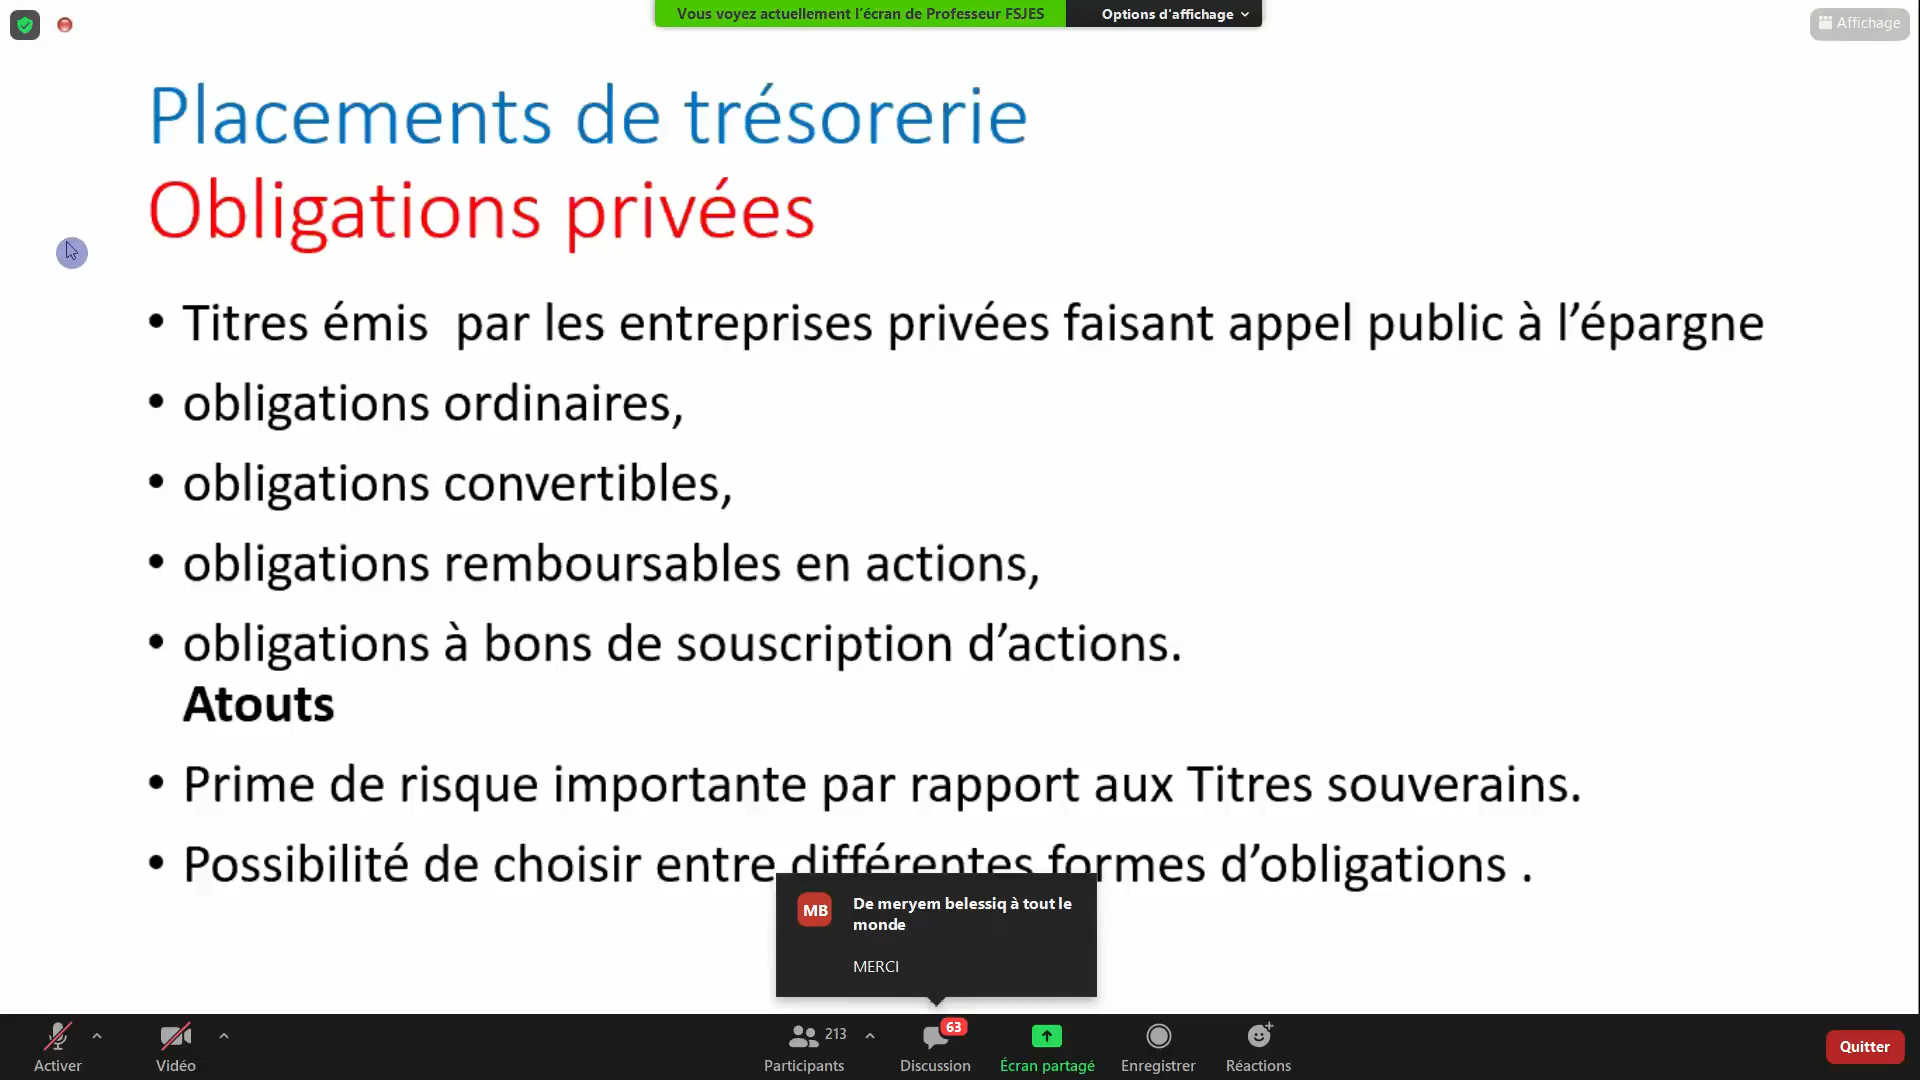 Vous voyez actuellement l'écran de Professeur FSJES
Options d'affichage
Affichage
Placements de trésorerie
Obligations privées
• Titres émis par les entreprises privées faisant appel public à l’épargne
• obligations ordinaires,
• obligations convertibles,
• obligations remboursables en actions,
• obligations à bons de souscription d’actions.
Atouts
• Prime de risque importante par rapport aux Titres souverains.
• Possibilité de choisir entre différentes formes d’obligations .
MB
De meryem belessiq à tout le
monde
MERCI
Activer
Vidéo
213
Participants
63
Discussion
Écran partagé
Enregistrer
Réactions
Quitter